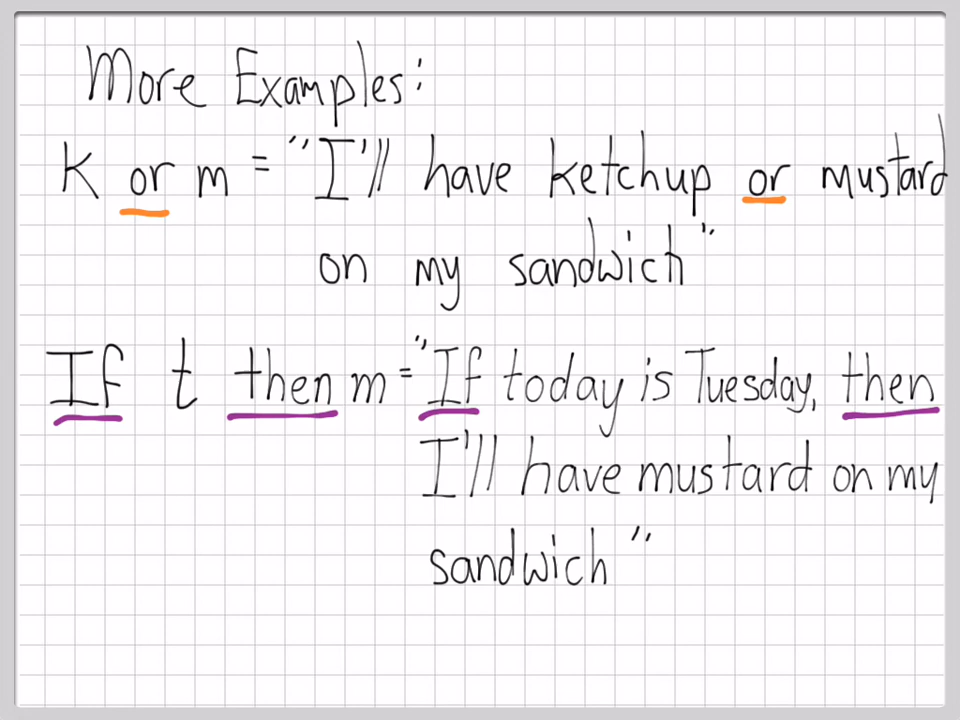 More Examples:
K or m = "I'll have ketchup or mustard
on my sandwich"
If t then m = "If today is Tuesday, then
I'll have mustard on my
sandwich"